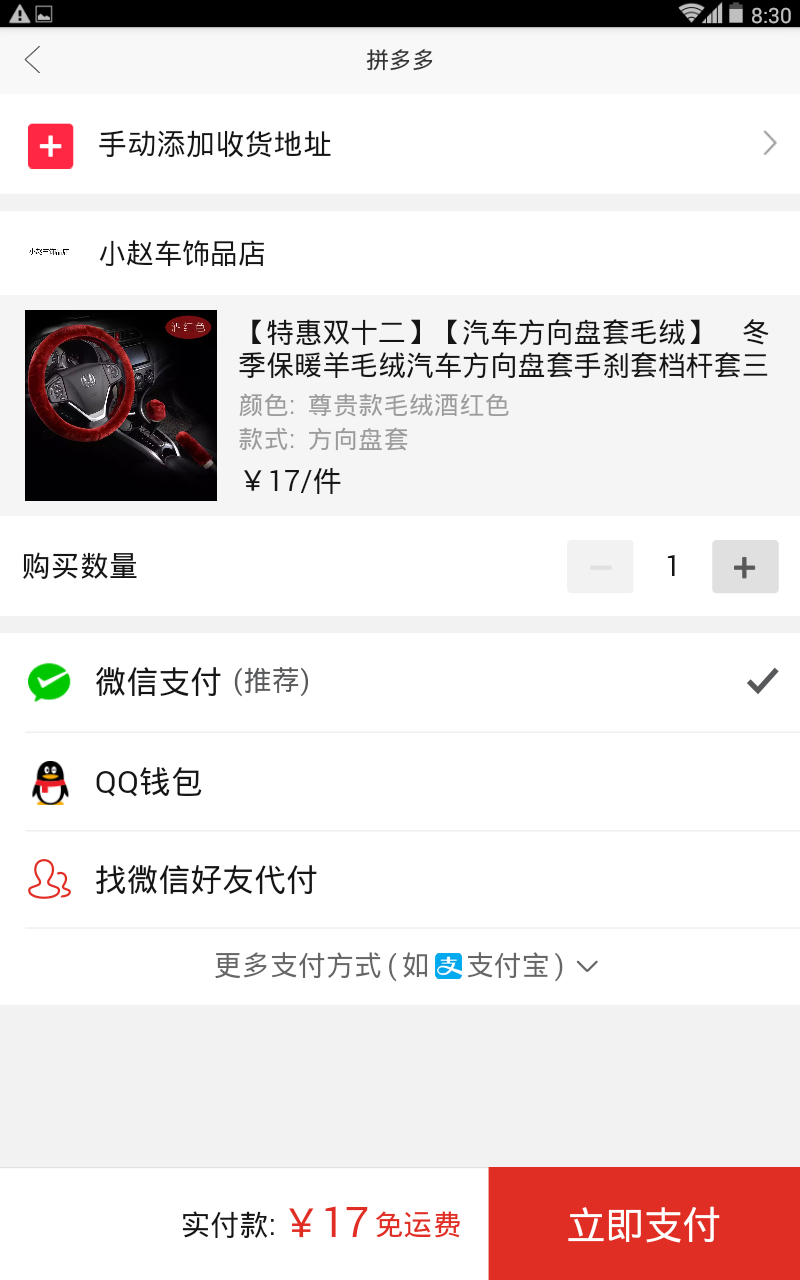 8:30
拼多多
手动添加收货地址
小赵车饰品店
酒红色
【特惠双十二】【汽车方向盘套毛绒】 冬
季保暖羊毛绒汽车方向盘套手刹套档杆套三
颜色: 尊贵款毛绒酒红色
款式: 方向盘套
￥17/件
购买数量
1
微信支付 (推荐)
QQ钱包
找微信好友代付
更多支付方式(如支支付宝)
实付款: ￥17免运费
立即支付